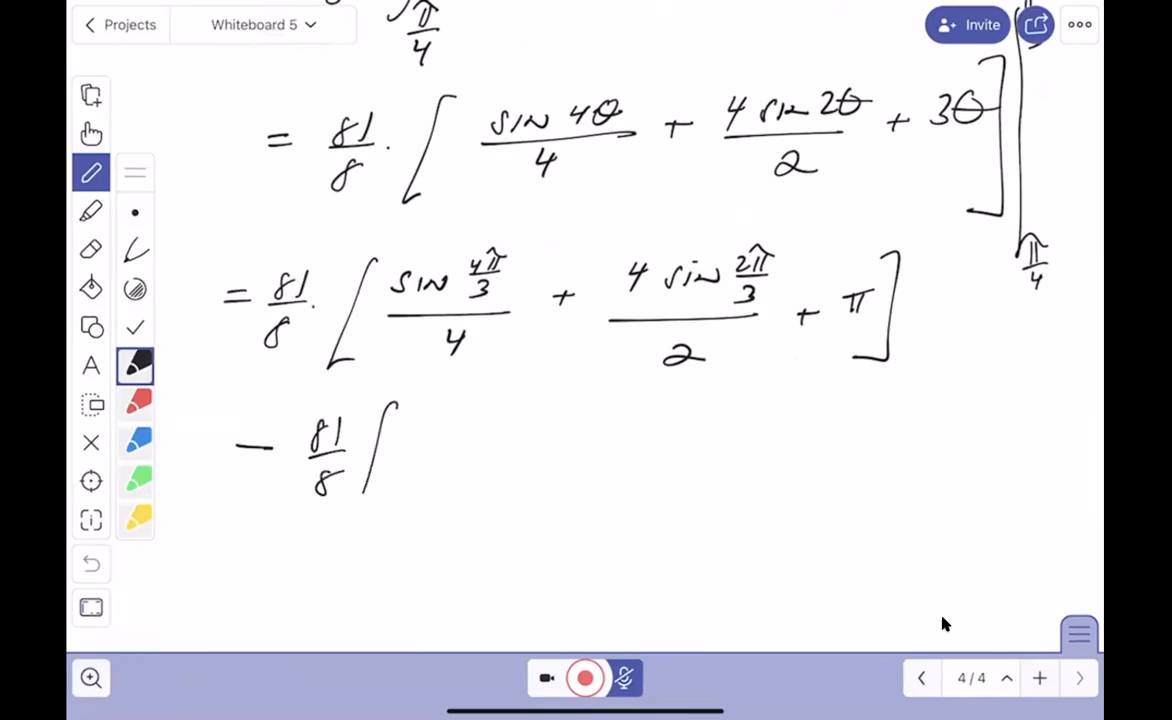 Projects Whiteboard 5 Invite
π/4
= 81/8 · [ sin 4θ/4 + 4 sin 2θ/2 + 3θ ] | π/4
= 81/8 · [ sin 4π/3 / 4 + 4 sin 2π/3 / 2 + π ]
− 81/8 [
A
4/4